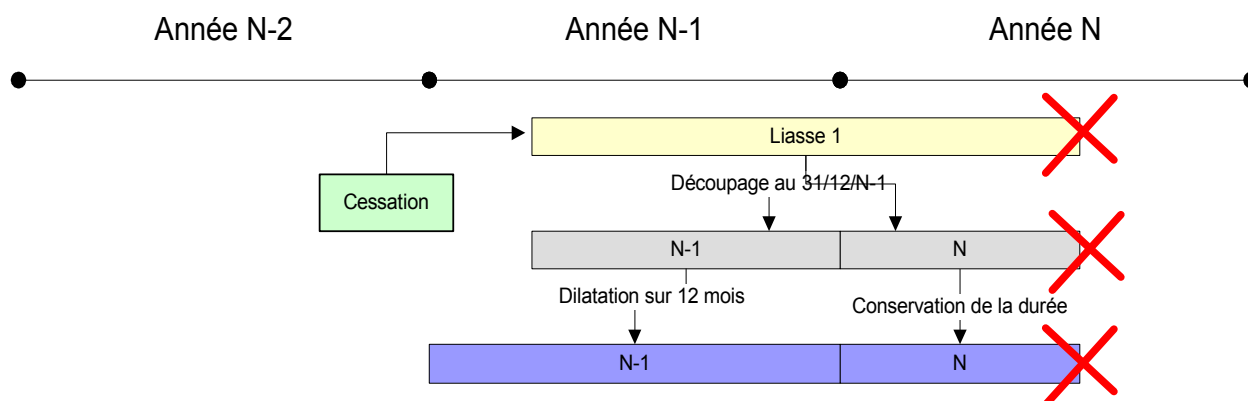 Année N-2
Année N-1
Année N
Liasse 1
Cessation
Découpage au 31/12/N-1
N-1
N
Dilatation sur 12 mois
Conservation de la durée
N-1
N